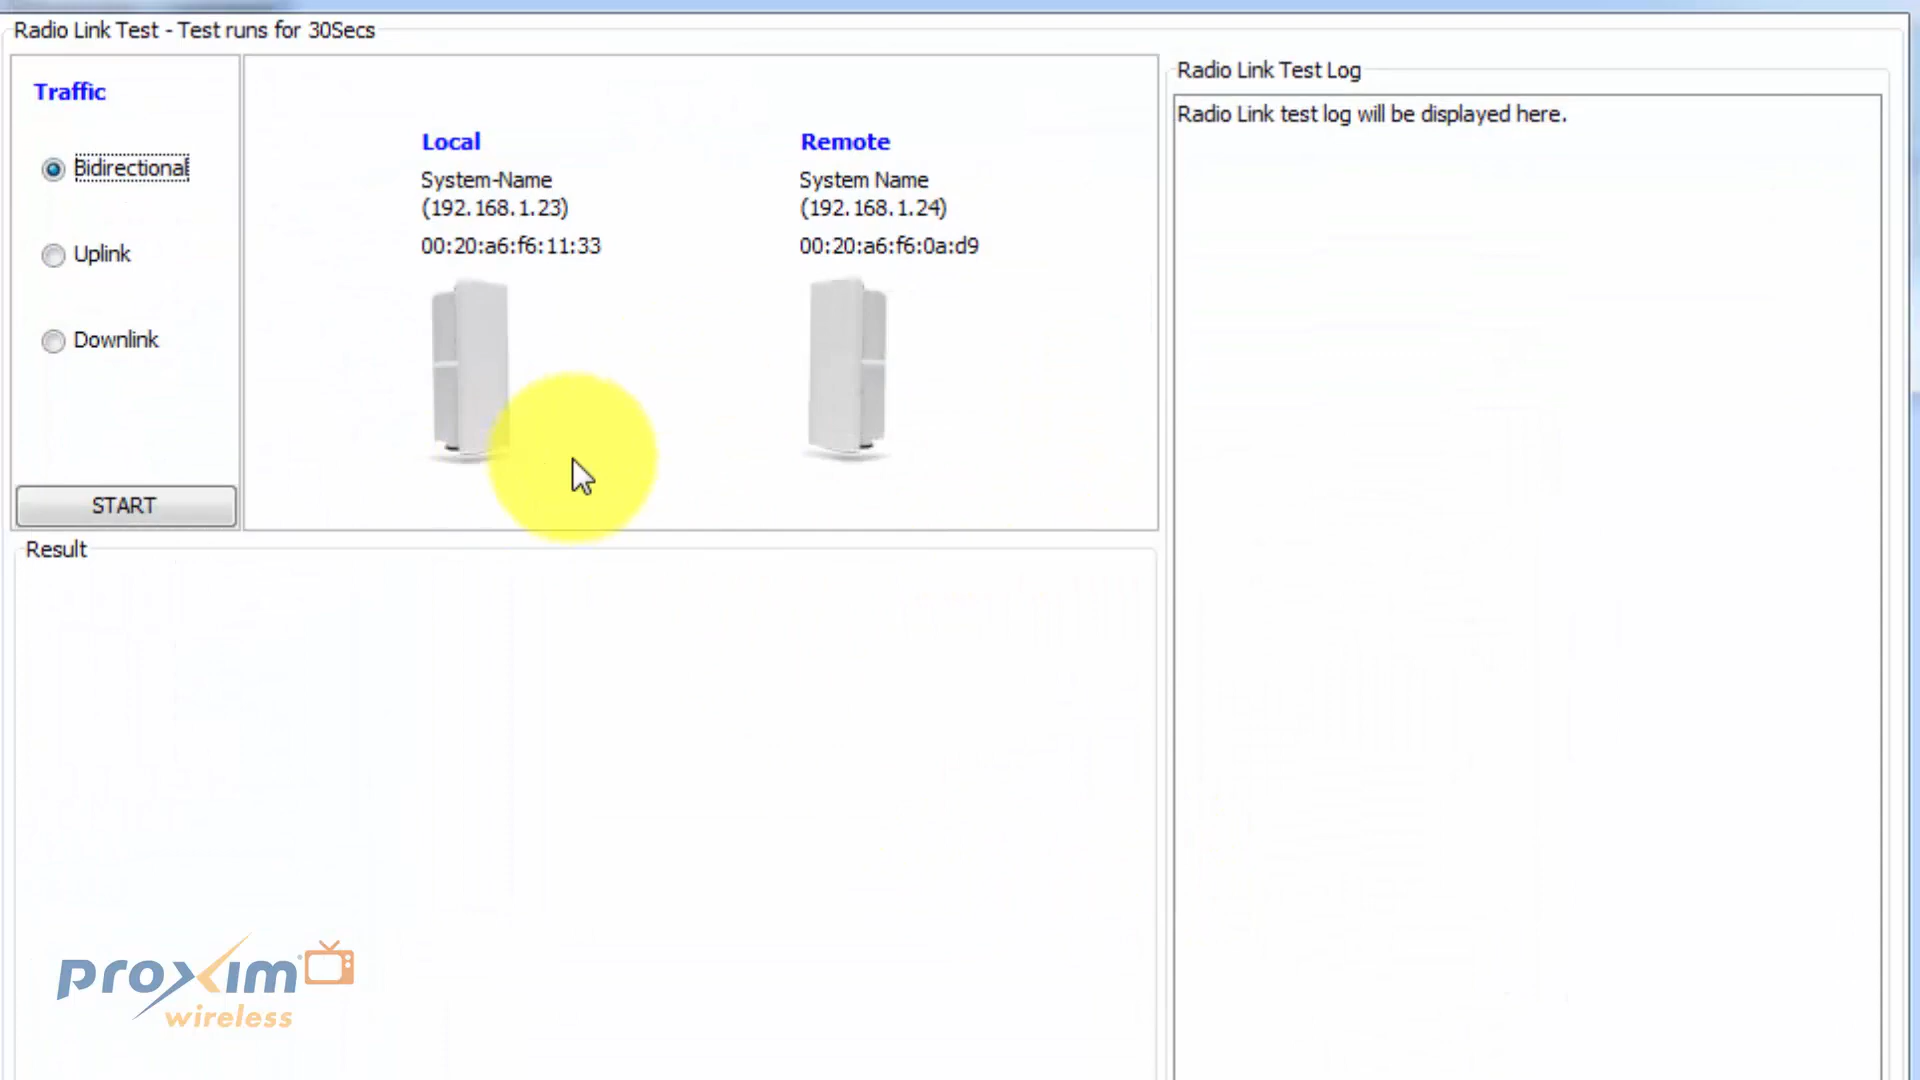 Radio Link Test - Test runs for 30Secs
Traffic
Bidirectional
Uplink
Downlink
START
Local
System-Name
(192.168.1.23)
00:20:a6:f6:11:33
Remote
System Name
(192.168.1.24)
00:20:a6:f6:0a:d9
Radio Link Test Log
Radio Link test log will be displayed here.
Result
proxim
wireless